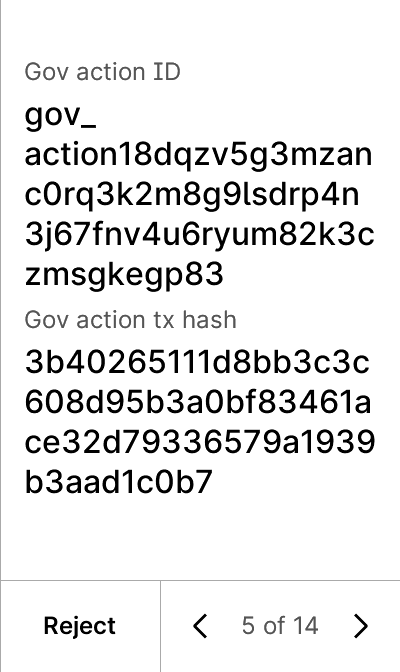 Gov action ID
gov_
action18dqzv5g3mzan
c0rq3k2m8g9lsdrp4n
3j67fnv4u6ryum82k3c
zmsgkegp83
Gov action tx hash
3b40265111d8bb3c3c
608d95b3a0bf83461a
ce32d79336579a1939
b3aad1c0b7
Reject
5 of 14